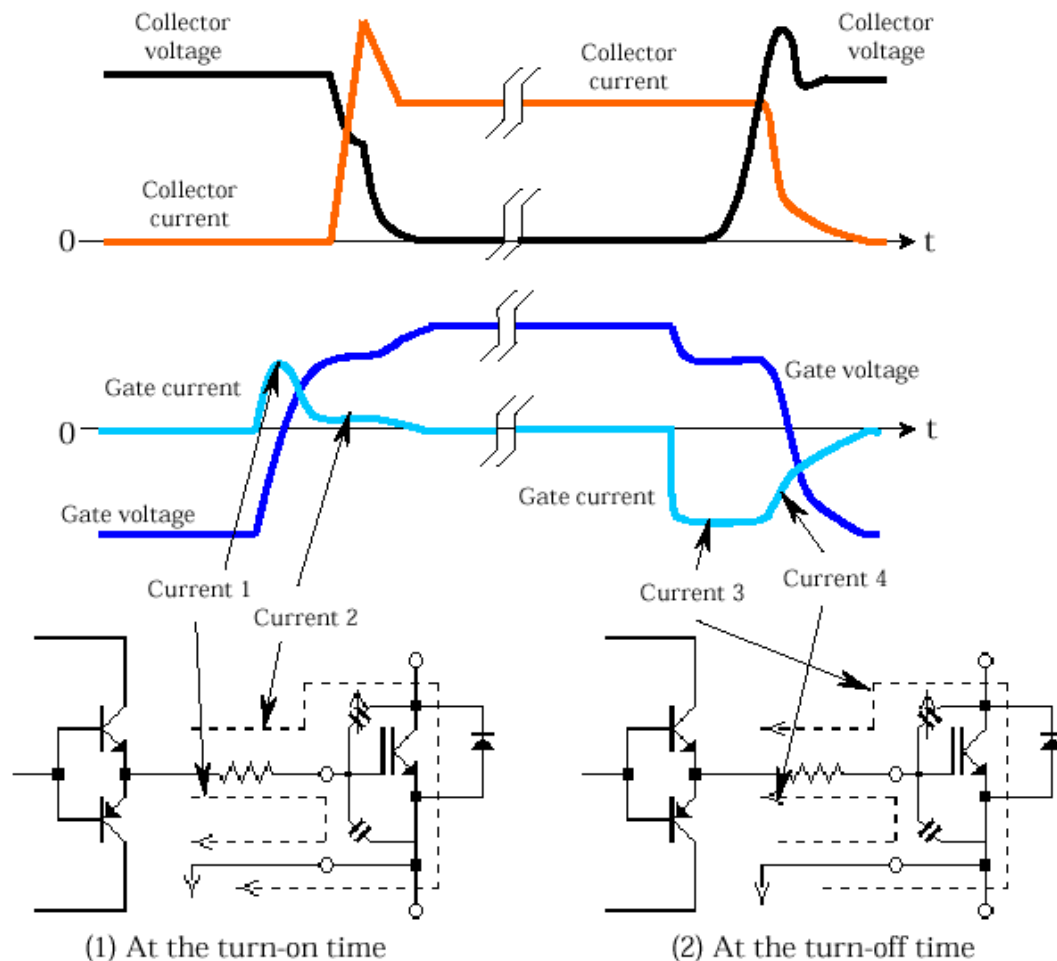 Collector
voltage
Collector
current
Collector
voltage
Collector
current
0
t
Gate current
Gate voltage
0
t
Gate voltage
Gate current
Current 1
Current 2
Current 3
Current 4
(1) At the turn-on time
(2) At the turn-off time